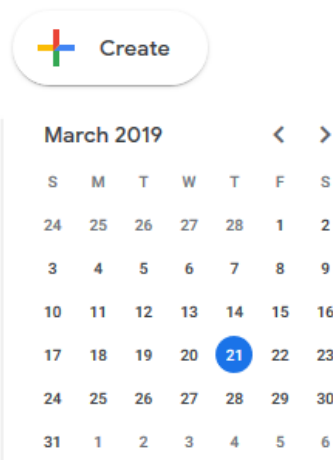 Create
March 2019 < >
S M T W T F S
24 25 26 27 28 1 2
3 4 5 6 7 8 9
10 11 12 13 14 15 16
17 18 19 20 21 22 23
24 25 26 27 28 29 30
31 1 2 3 4 5 6